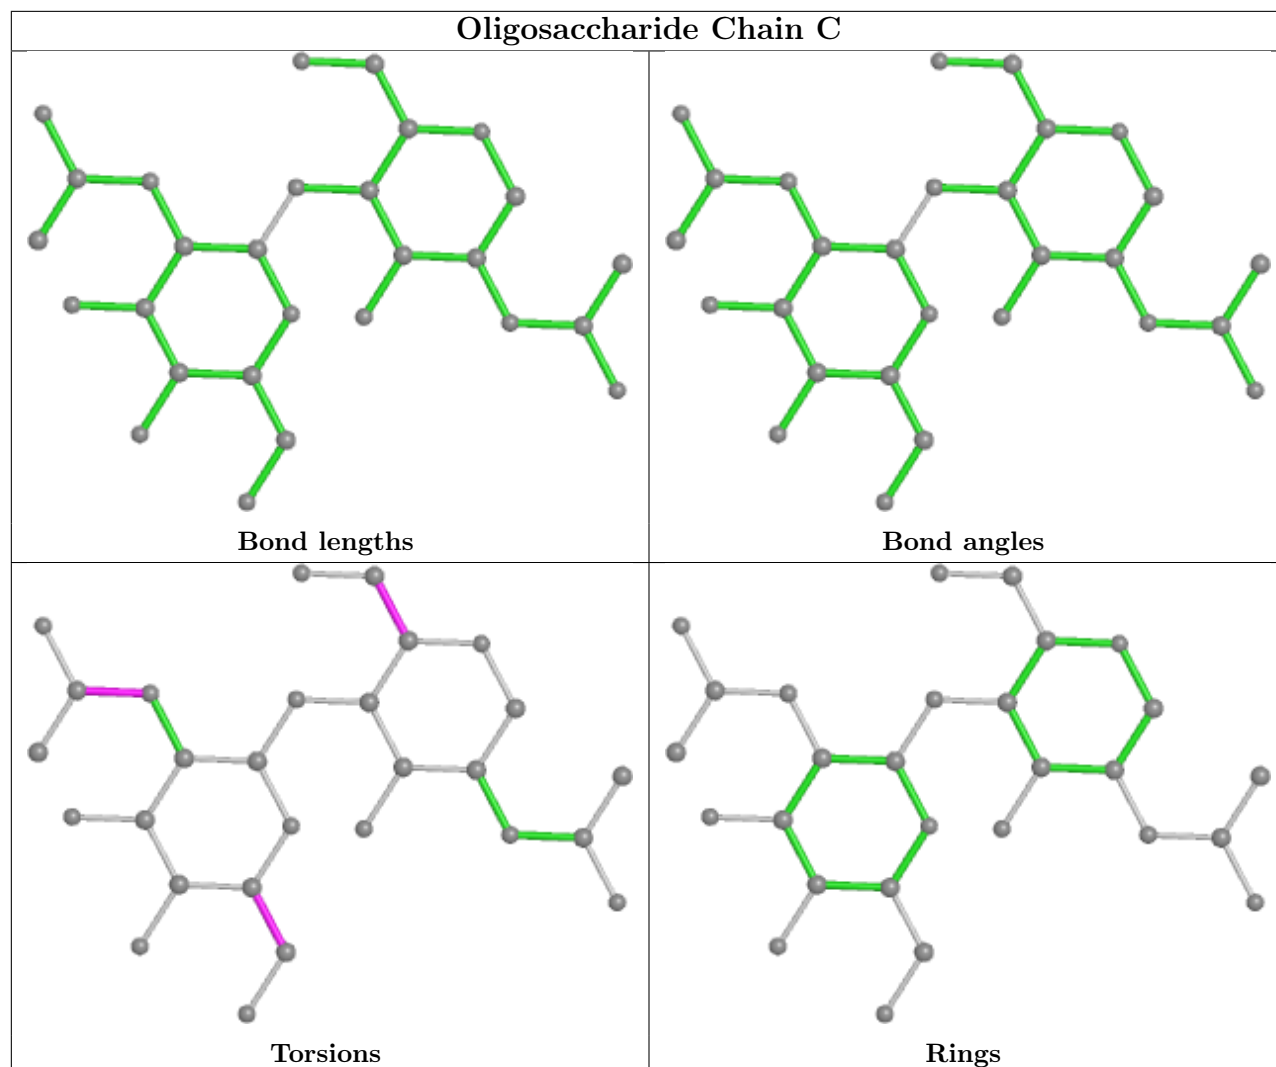 Oligosaccharide Chain C
Bond lengths
Bond angles
Torsions
Rings